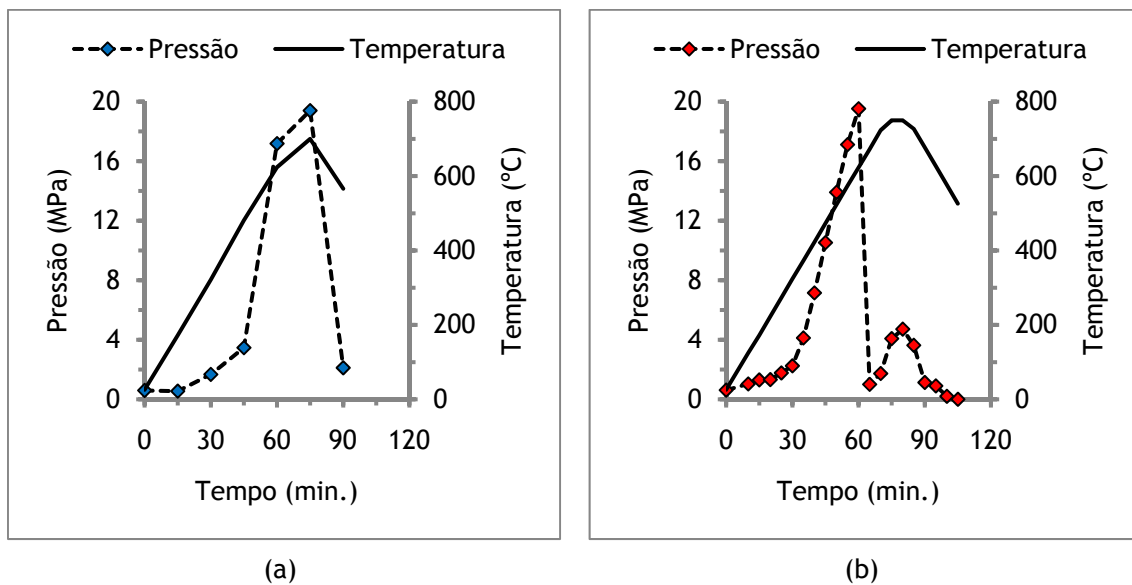 Pressão Temperatura
20
16
12
8
4
0
Pressão (MPa)
800
600
400
200
0
Temperatura (ºC)
0 30 60 90 120
Tempo (min.)
(a)
Pressão Temperatura
20
16
12
8
4
0
Pressão (MPa)
800
600
400
200
0
Temperatura (ºC)
0 30 60 90 120
Tempo (min.)
(b)